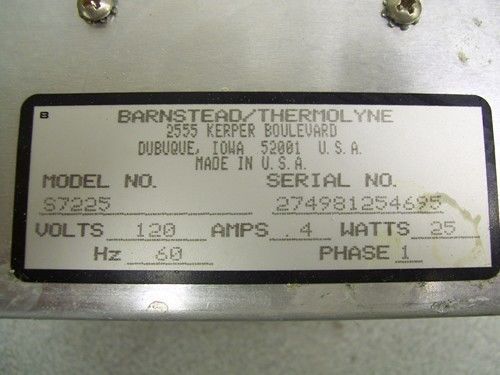 B
BARNSTEAD/THERMOLYNE
2555 KERPER BOULEVARD
DUBUQUE, IOWA 52001 U.S.A.
MADE IN U.S.A.
MODEL NO. SERIAL NO.
S7225 274981254695
VOLTS 120 AMPS .4 WATTS 25
Hz 60 PHASE 1